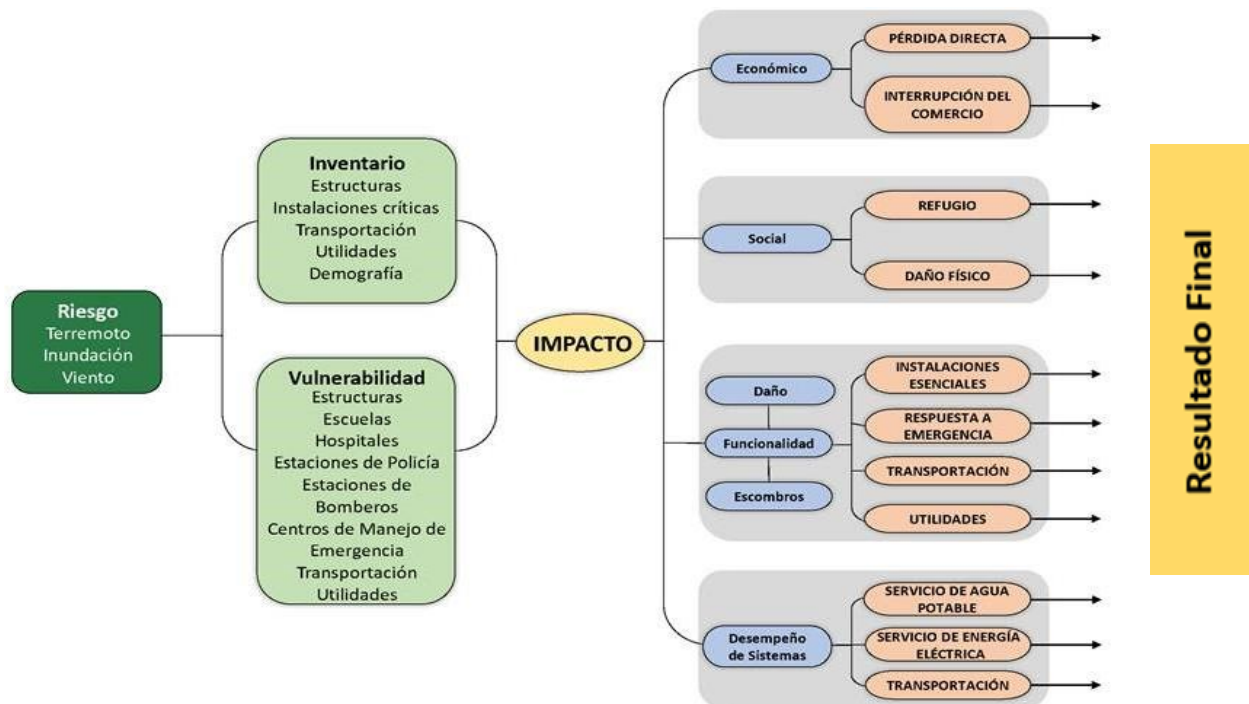 Riesgo
Terremoto
Inundación
Viento
Inventario
Estructuras
Instalaciones críticas
Transportación
Utilidades
Demografía
Vulnerabilidad
Estructuras
Escuelas
Hospitales
Estaciones de Policía
Estaciones de
Bomberos
Centros de Manejo de
Emergencia
Transportación
Utilidades
IMPACTO
Económico
PÉRDIDA DIRECTA
INTERRUPCIÓN DEL
COMERCIO
Social
REFUGIO
DAÑO FÍSICO
Daño
Funcionalidad
Escombros
INSTALACIONES
ESENCIALES
RESPUESTA A
EMERGENCIA
TRANSPORTACIÓN
UTILIDADES
Desempeño
de Sistemas
SERVICIO DE AGUA
POTABLE
SERVICIO DE ENERGÍA
ELÉCTRICA
TRANSPORTACIÓN
Resultado Final